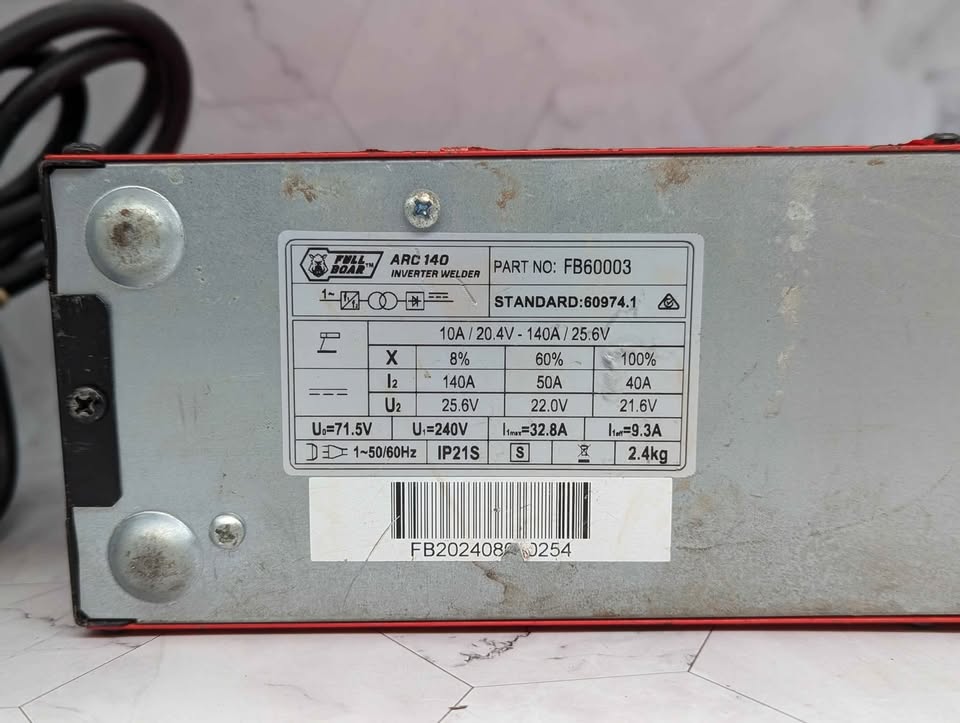 FULL BOAR™ ARC 140 INVERTER WELDER
PART NO: FB60003
1~
STANDARD:60974.1
10A / 20.4V - 140A / 25.6V
X 8% 60% 100%
I2 140A 50A 40A
U2 25.6V 22.0V 21.6V
U0=71.5V U1=240V I1max=32.8A I1eff=9.3A
1~50/60Hz IP21S S 2.4kg